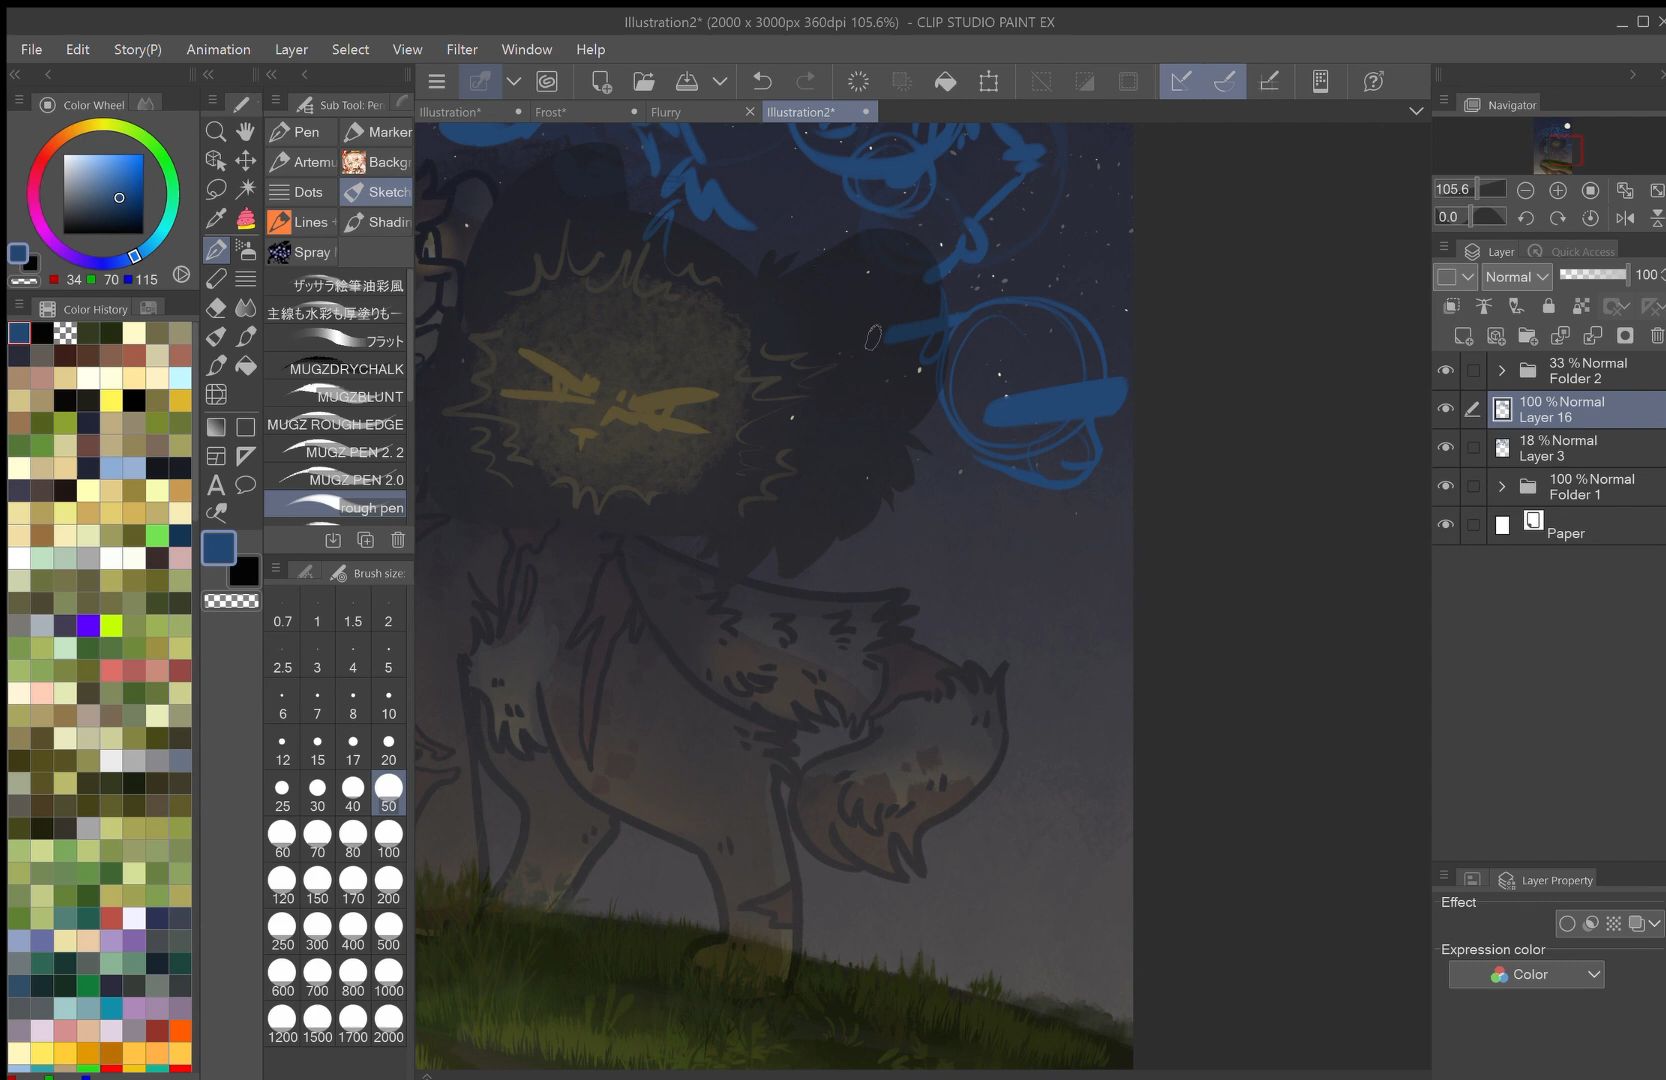 Illustration2* (2000 x 3000px 360dpi 105.6%) - CLIP STUDIO PAINT EX
File Edit Story(P) Animation Layer Select View Filter Window Help
Color Wheel
Sub Tool: Pen
Illustration* Frost* Flurry Illustration2*
Navigator
Pen Marker
Artemu Backgr
Dots Sketch
Lines Shadin
Spray
34 70 115
Color History
ザッサラ絵筆油彩風
主線も水彩も厚塗りも一
フラット
MUGZDRYCHALK
MUGZBLUNT
MUGZ ROUGH EDGE
MUGZ PEN 2. 2
MUGZ PEN 2.0
rough pen
Brush size
0.7 1 1.5 2
2.5 3 4 5
6 7 8 10
12 15 17 20
25 30 40 50
60 70 80 100
120 150 170 200
250 300 400 500
600 700 800 1000
1200 1500 1700 2000
105.6
0.0
Layer Quick Access
Normal 100
33 %Normal
Folder 2
100 %Normal
Layer 16
18 %Normal
Layer 3
100 %Normal
Folder 1
Paper
Layer Property
Effect
Expression color
Color